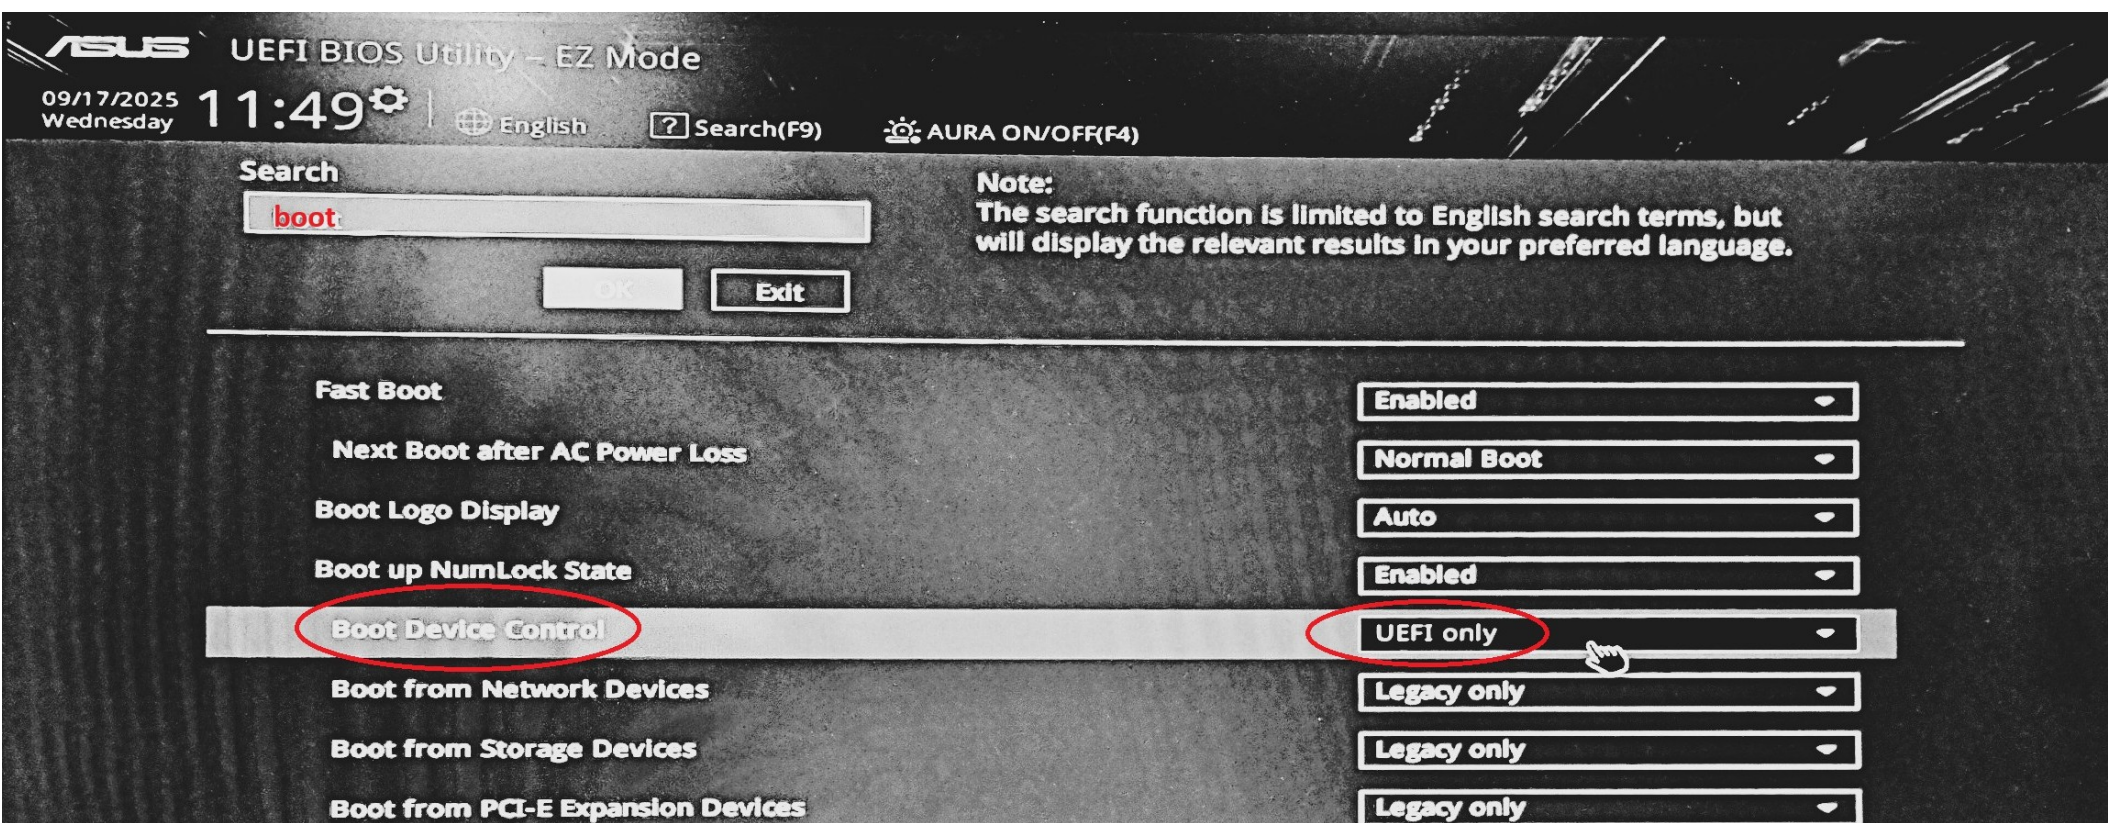 ASUS UEFI BIOS Utility – EZ Mode
09/17/2025
Wednesday
11:49
English
Search(F9)
AURA ON/OFF(F4)
Search
boot
OK
Exit
Note:
The search function is limited to English search terms, but
will display the relevant results in your preferred language.
Fast Boot Enabled
Next Boot after AC Power Loss Normal Boot
Boot Logo Display Auto
Boot up NumLock State Enabled
Boot Device Control UEFI only
Boot from Network Devices Legacy only
Boot from Storage Devices Legacy only
Boot from PCI-E Expansion Devices Legacy only